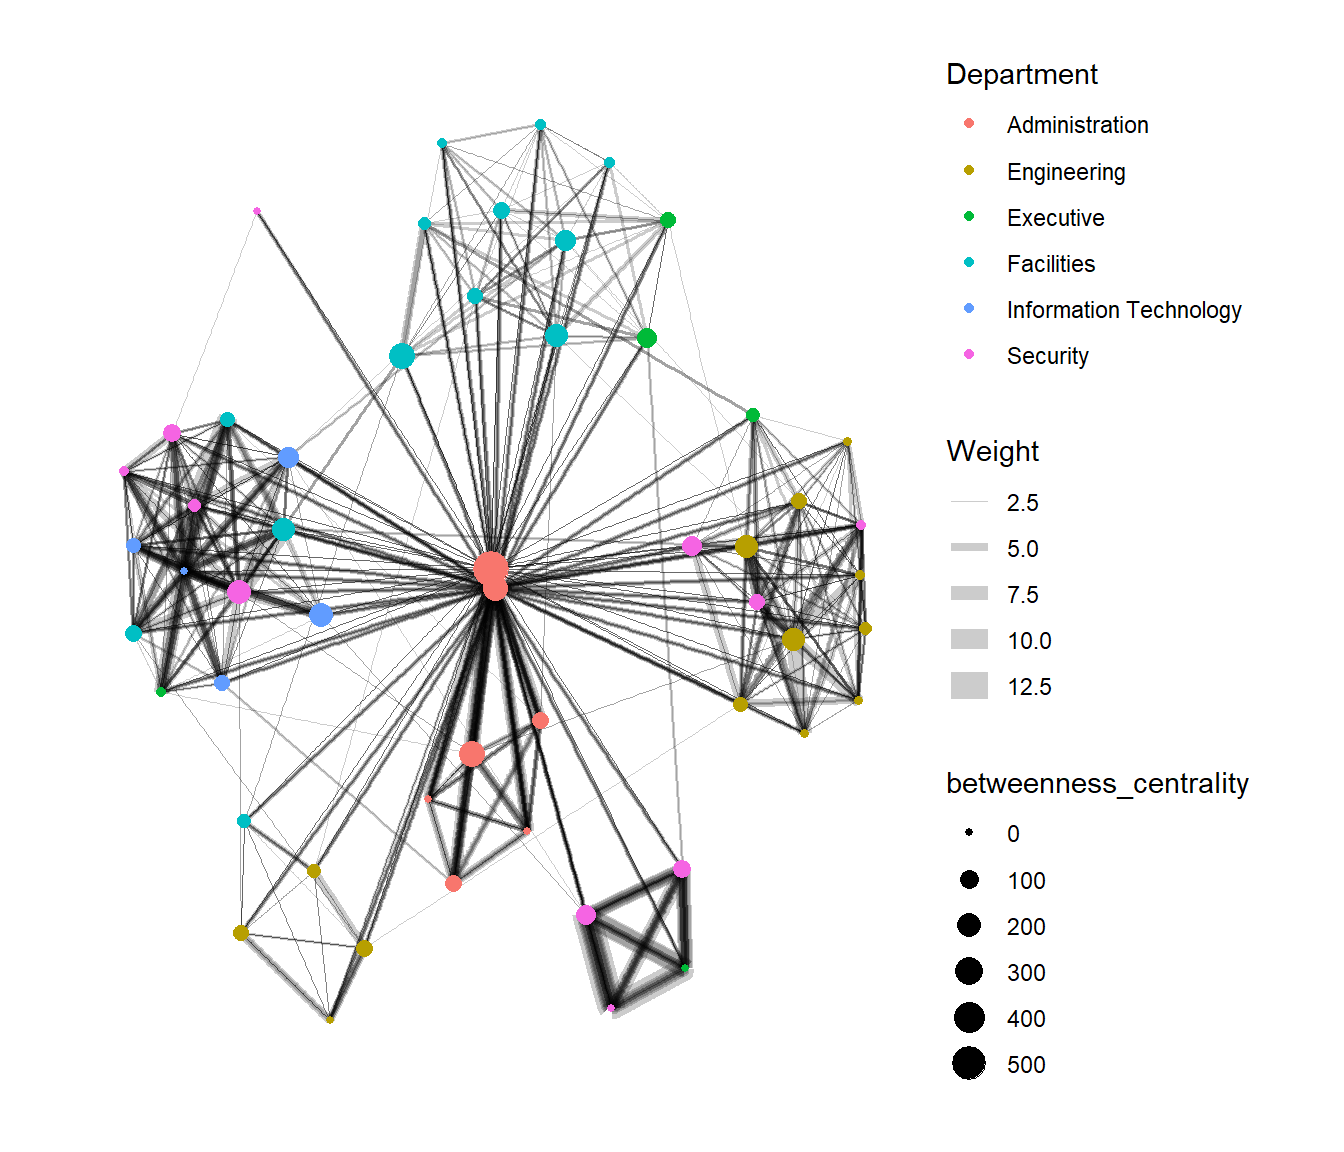 Department
Administration
Engineering
Executive
Facilities
Information Technology
Security
Weight
2.5
5.0
7.5
10.0
12.5
betweenness_centrality
0
100
200
300
400
500